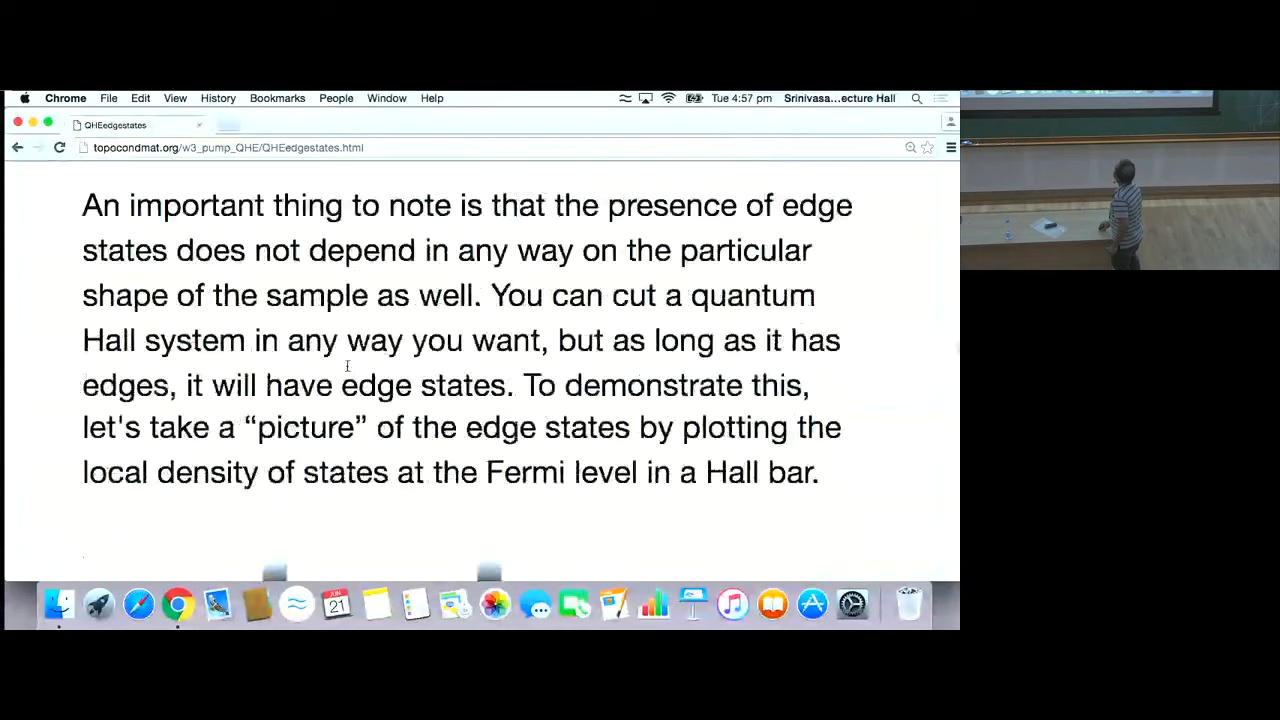 Chrome File Edit View History Bookmarks People Window Help Tue 4:57 pm Srinivasa...ecture Hall
QHEedgestates
topocondmat.org/w3_pump_QHE/QHEedgestates.html
An important thing to note is that the presence of edge
states does not depend in any way on the particular
shape of the sample as well. You can cut a quantum
Hall system in any way you want, but as long as it has
edges, it will have edge states. To demonstrate this,
let's take a “picture” of the edge states by plotting the
local density of states at the Fermi level in a Hall bar.
JUN
21